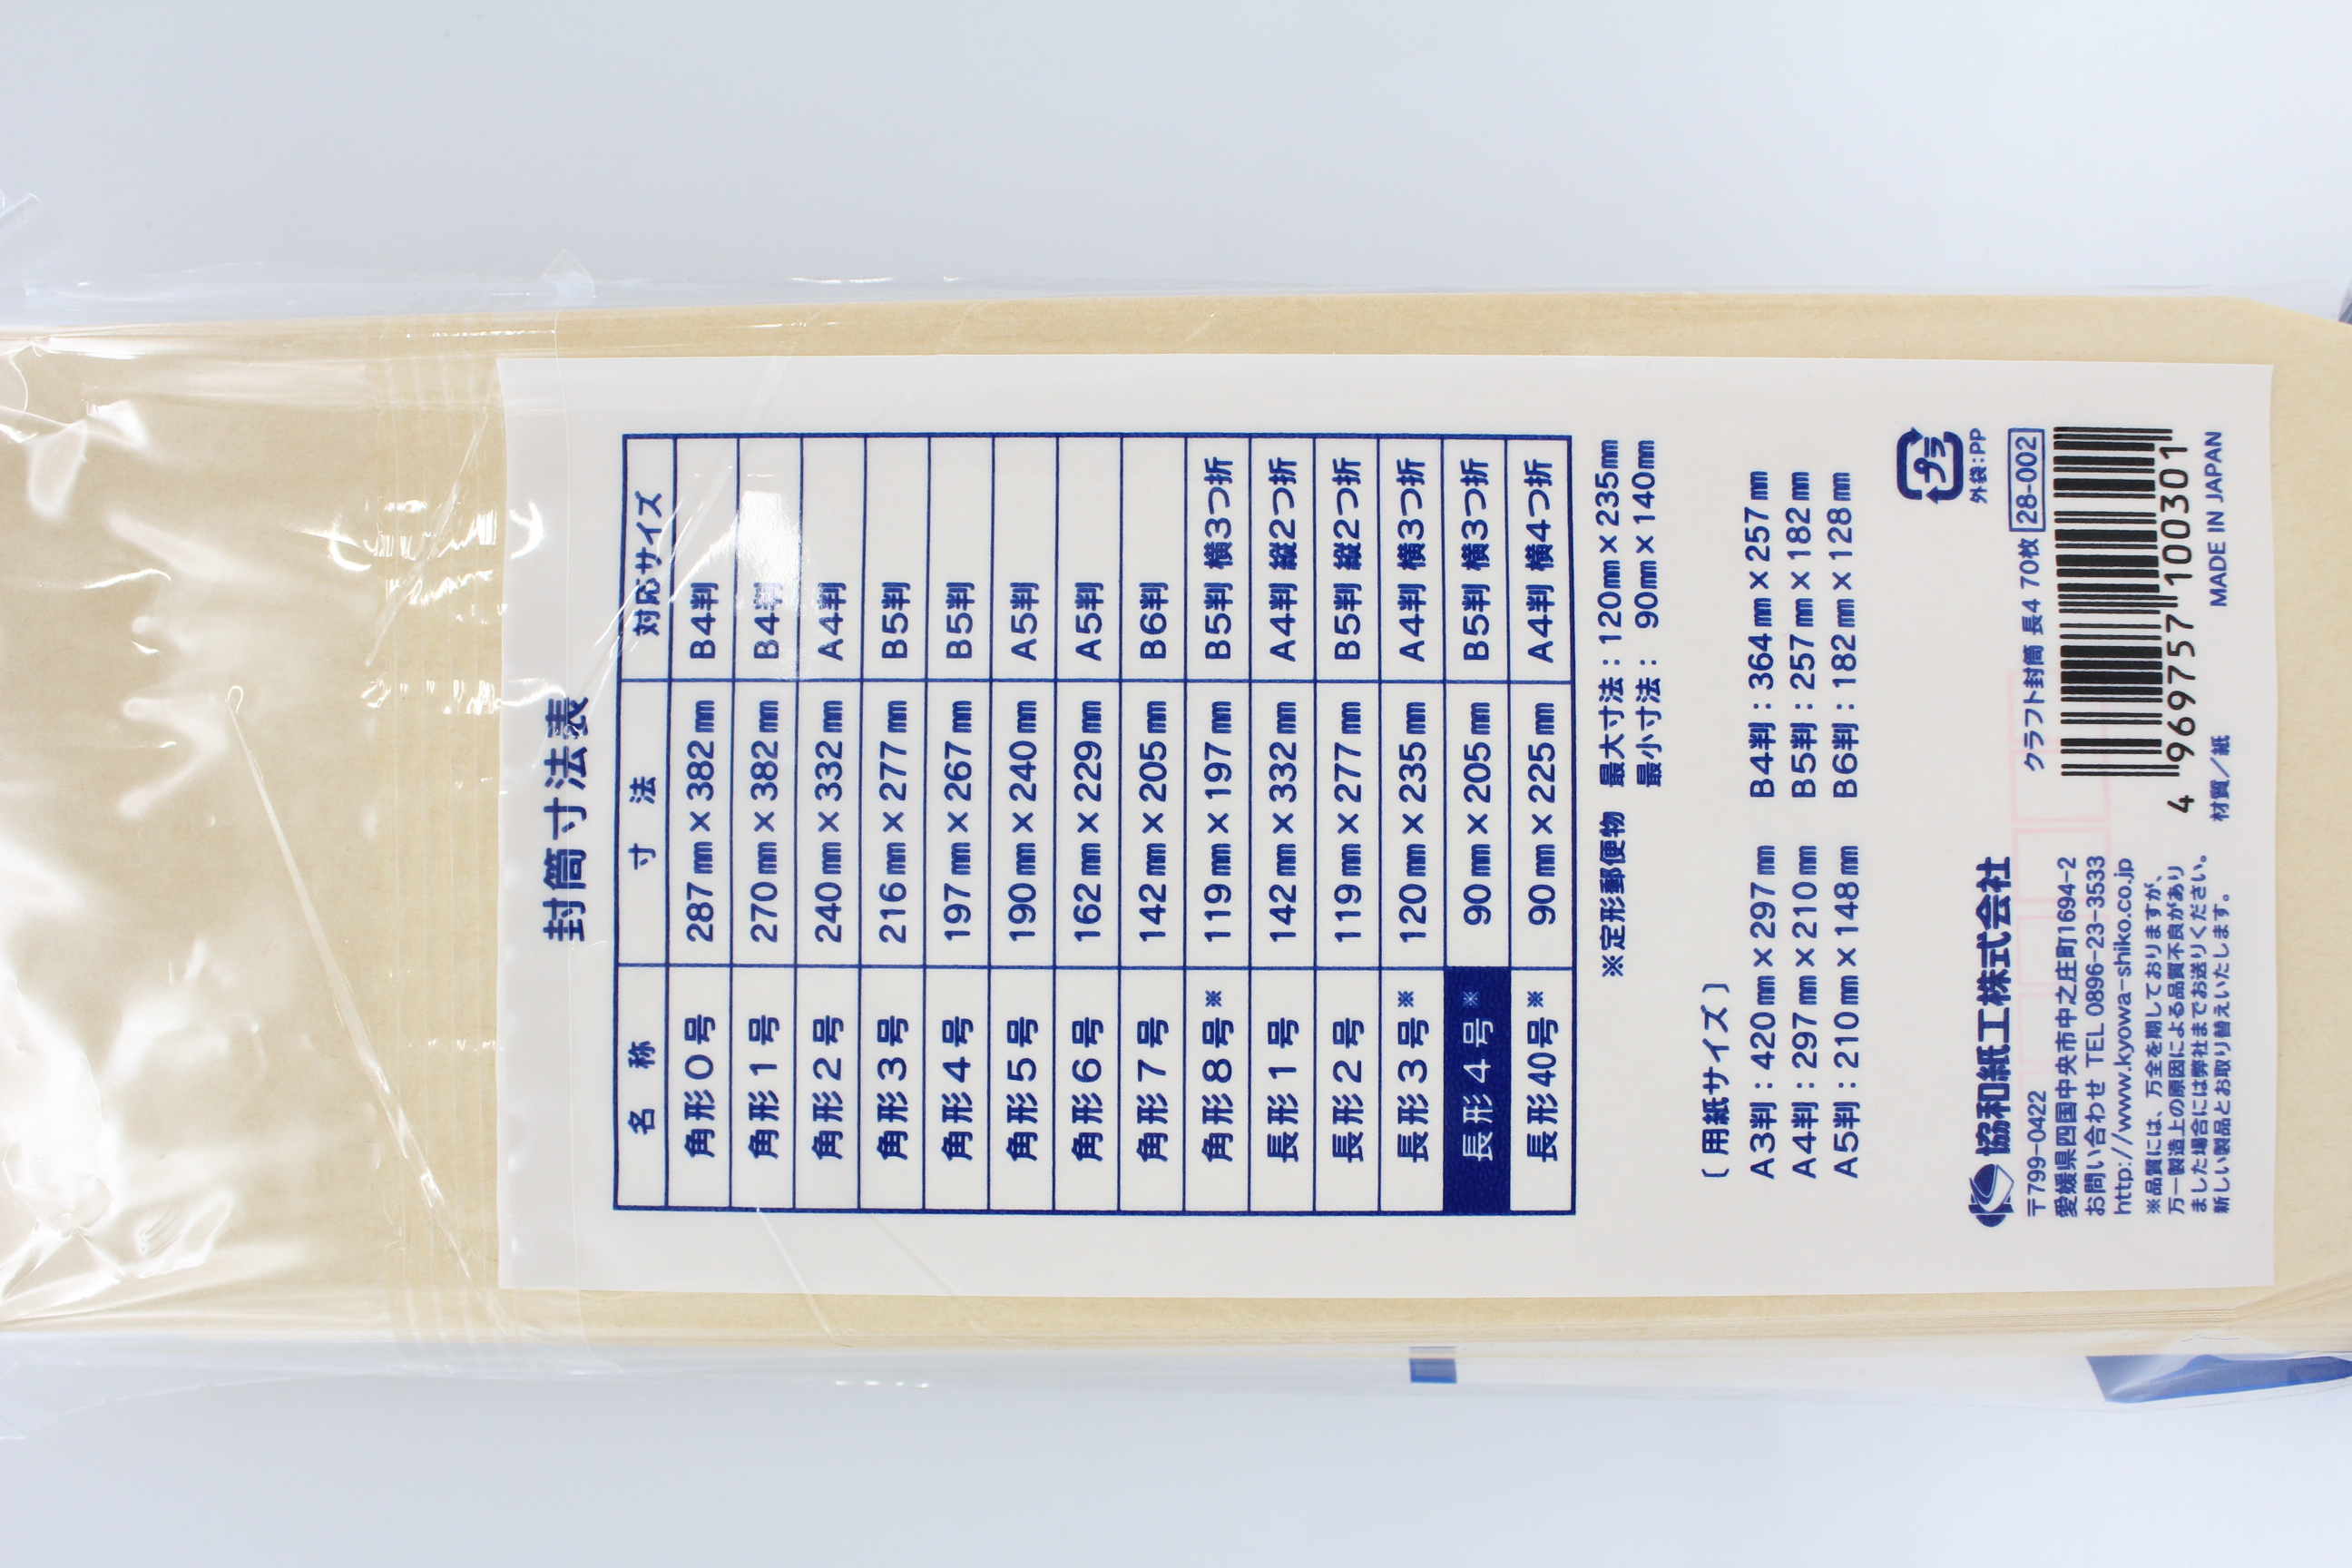 封筒寸法表
名 称 寸 法 対応サイズ
角形0号 287㎜×382㎜ B4判
角形1号 270㎜×382㎜ B4判
角形2号 240㎜×332㎜ A4判
角形3号 216㎜×277㎜ B5判
角形4号 197㎜×267㎜ B5判
角形5号 190㎜×240㎜ A5判
角形6号 162㎜×229㎜ A5判
角形7号 142㎜×205㎜ B6判
角形8号※ 119㎜×197㎜ B5判 横3つ折
長形1号 142㎜×332㎜ A4判 縦2つ折
長形2号 119㎜×277㎜ B5判 縦2つ折
長形3号※ 120㎜×235㎜ A4判 横3つ折
長形4号※ 90㎜×205㎜ B5判 横3つ折
長形40号※ 90㎜×225㎜ A4判 横4つ折
※定形郵便物 最大寸法：120㎜×235㎜
最小寸法： 90㎜×140㎜
〔用紙サイズ〕
A3判：420㎜×297㎜ B4判：364㎜×257㎜
A4判：297㎜×210㎜ B5判：257㎜×182㎜
A5判：210㎜×148㎜ B6判：182㎜×128㎜
プラ
外袋：PP
協和紙工株式会社
〒799-0422
愛媛県四国中央市中之庄町1694-2
お問い合わせ TEL 0896-23-3533
http://www.kyowa-shiko.co.jp
※品質には、万全を期しておりますが、
万一製造上の原因による品質不良があり
ました場合には弊社までお送りください。
新しい製品とお取り替えいたします。
クラフト封筒 長4 70枚 28-002
4 969757 100301
材質／紙 MADE IN JAPAN